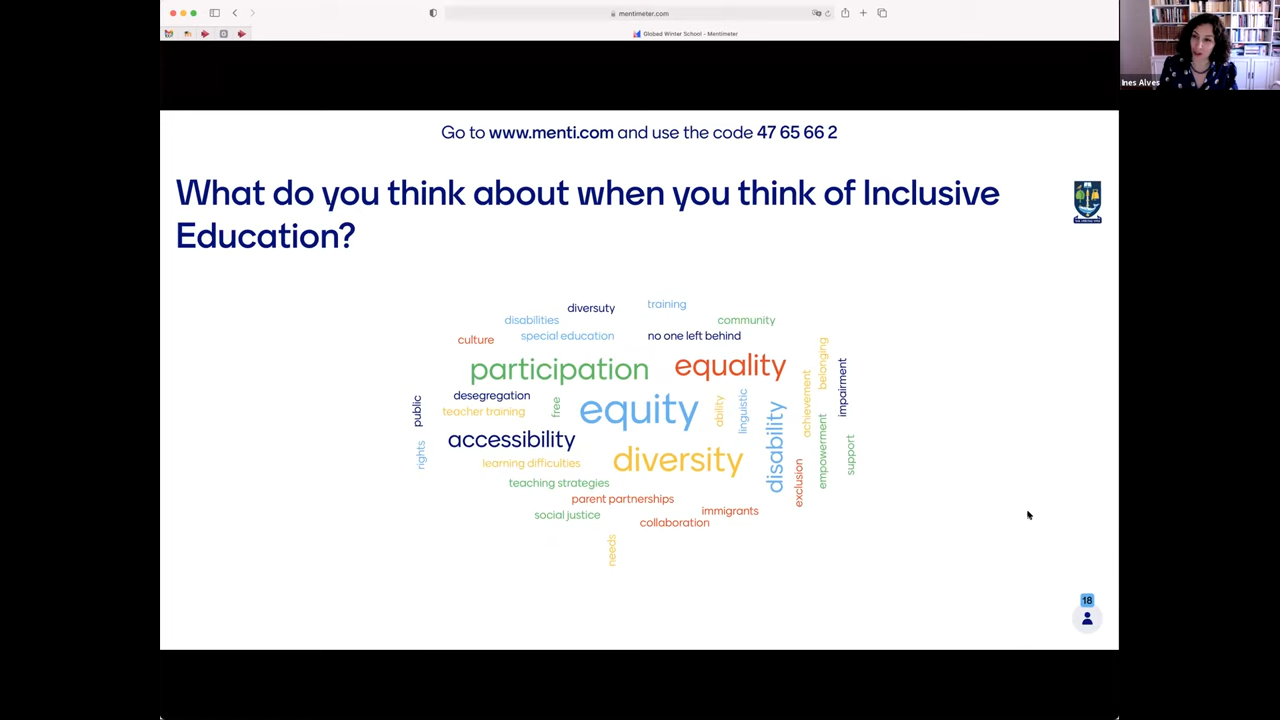 mentimeter.com
Globed Winter School - Mentimeter
Ines Alves
Go to www.menti.com and use the code 47 65 66 2
What do you think about when you think of Inclusive
Education?
diversuty
training
disabilities
community
culture
special education
no one left behind
participation
equality
belonging
impairment
desegregation
public
teacher training
free
equity
ability
linguistic
disability
achievement
accessibility
rights
learning difficulties
diversity
exclusion
empowerment
support
teaching strategies
parent partnerships
social justice
immigrants
collaboration
needs
18